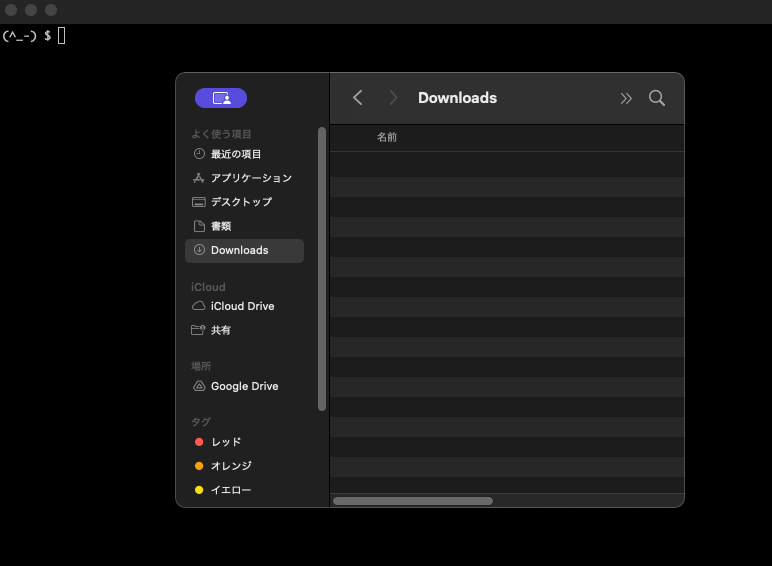 (^_-) $
Downloads
名前
よく使う項目
最近の項目
アプリケーション
デスクトップ
書類
Downloads
iCloud
iCloud Drive
共有
場所
Google Drive
タグ
レッド
オレンジ
イエロー